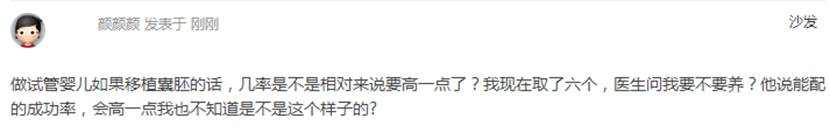 颜颜颜 发表于 刚刚
沙发
做试管婴儿如果移植囊胚的话，几率是不是相对来说要高一点了？我现在取了六个，医生问我要不要养？他说能配
的成功率，会高一点我也不知道是不是这个样子的?